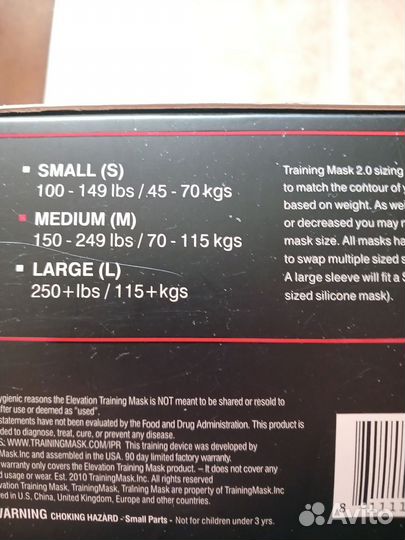 SMALL (S)
100 - 149 lbs / 45 - 70 kgs
MEDIUM (M)
150 - 249 lbs / 70 - 115 kgs
LARGE (L)
250+lbs / 115+kgs
Training Mask 2.0 sizing
to match the contour of y
based on weight. As we
or decreased you may r
mask size. All masks ha
to swap multiple sized s
A large sleeve will fit a S
sized silicone mask).
ygienic reasons the Elevation Training Mask is NOT meant to be shared or resold to
fter use or deemed as "used".
statements have not been evaluated by the Food and Drug Administration. This product is
ded to diagnose, treat, cure, or prevent any disease.
S. WWW.TRAININGMASK.COM/IPR This training device was developed by
Mask.Inc and assembled in the USA. 90 day limited factory warranty.
warranty only covers the Elevation Training Mask product. – It does not cover any
d usage or wear. Est. 2010 TrainingMask.Inc. All rights reserved
evation Training Mask, Training Mask are property of TrainingMask.Inc
red in U.S, China, United Kingdom, Europe and other countries.
WARNING CHOKING HAZARD - Small Parts - Not for children under 3 yrs.
8
Avito